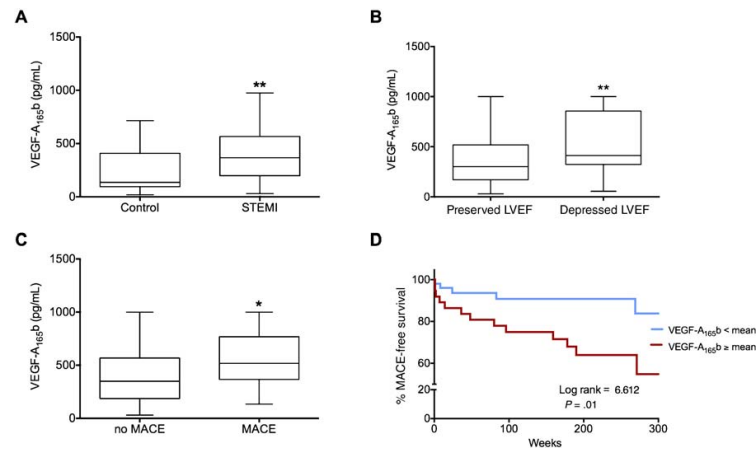 A
VEGF-A165b (pg/mL)
1500
1000
500
0
**
Control
STEMI
B
VEGF-A165b (pg/mL)
1500
1000
500
0
**
Preserved LVEF
Depressed LVEF
C
VEGF-A165b (pg/mL)
1500
1000
500
0
*
no MACE
MACE
D
% MACE-free survival
100
80
60
20
0
0
100
200
300
Weeks
VEGF-A165b < mean
VEGF-A165b ≥ mean
Log rank = 6.612
P = .01